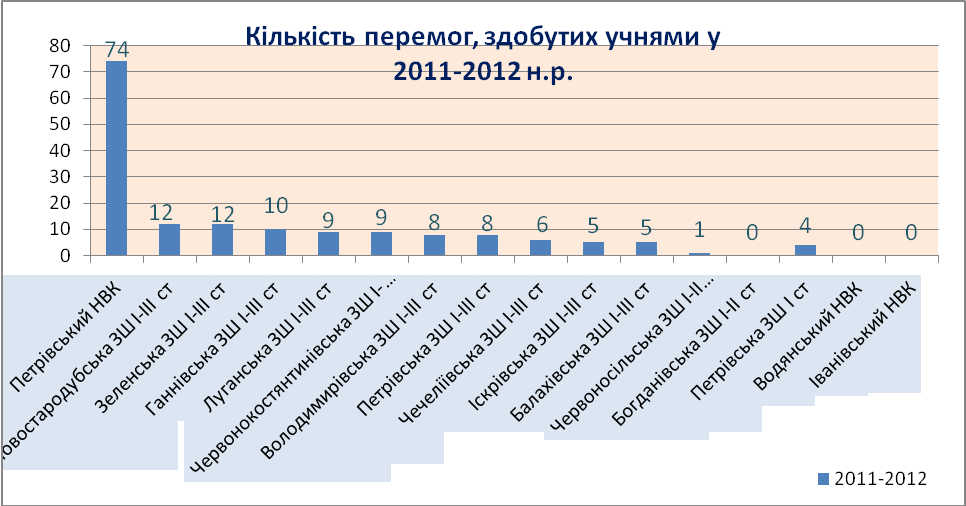 Кількість перемог, здобутих учнями у
2011-2012 н.р.
80
70
60
50
40
30
20
10
0
74
12
12
10
9
9
8
8
6
5
5
1
0
4
0
0
Петрівський НВК
овостародубська ЗШ І-ІІІ ст
Зеленська ЗШ І-ІІІ ст
Ганнівська ЗШ І-ІІІ ст
Луганська ЗШ І-ІІІ ст
Червонокостянтинівська ЗШ І-…
Володимирівська ЗШ І-ІІІ ст
Петрівська ЗШ І-ІІІ ст
Чечеліївська ЗШ І-ІІІ ст
Іскрівська ЗШ І-ІІІ ст
Балахівська ЗШ І-ІІІ ст
Червоносільська ЗШ І-ІІ…
Богданівська ЗШ І-ІІ ст
Петрівська ЗШ І ст
Водянський НВК
Іванівський НВК
2011-2012